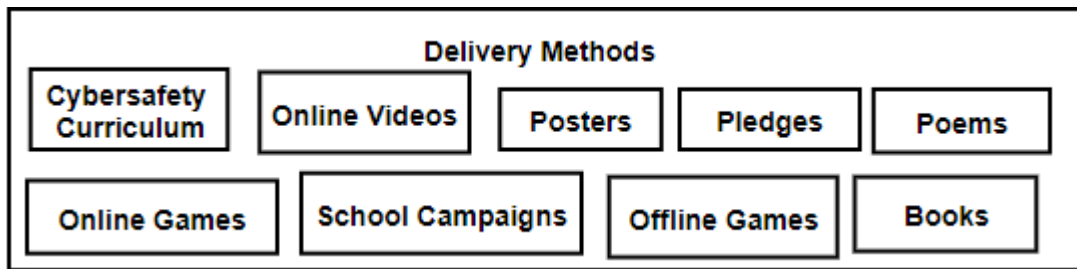 Delivery Methods
Cybersafety
Curriculum
Online Videos
Posters
Pledges
Poems
Online Games
School Campaigns
Offline Games
Books